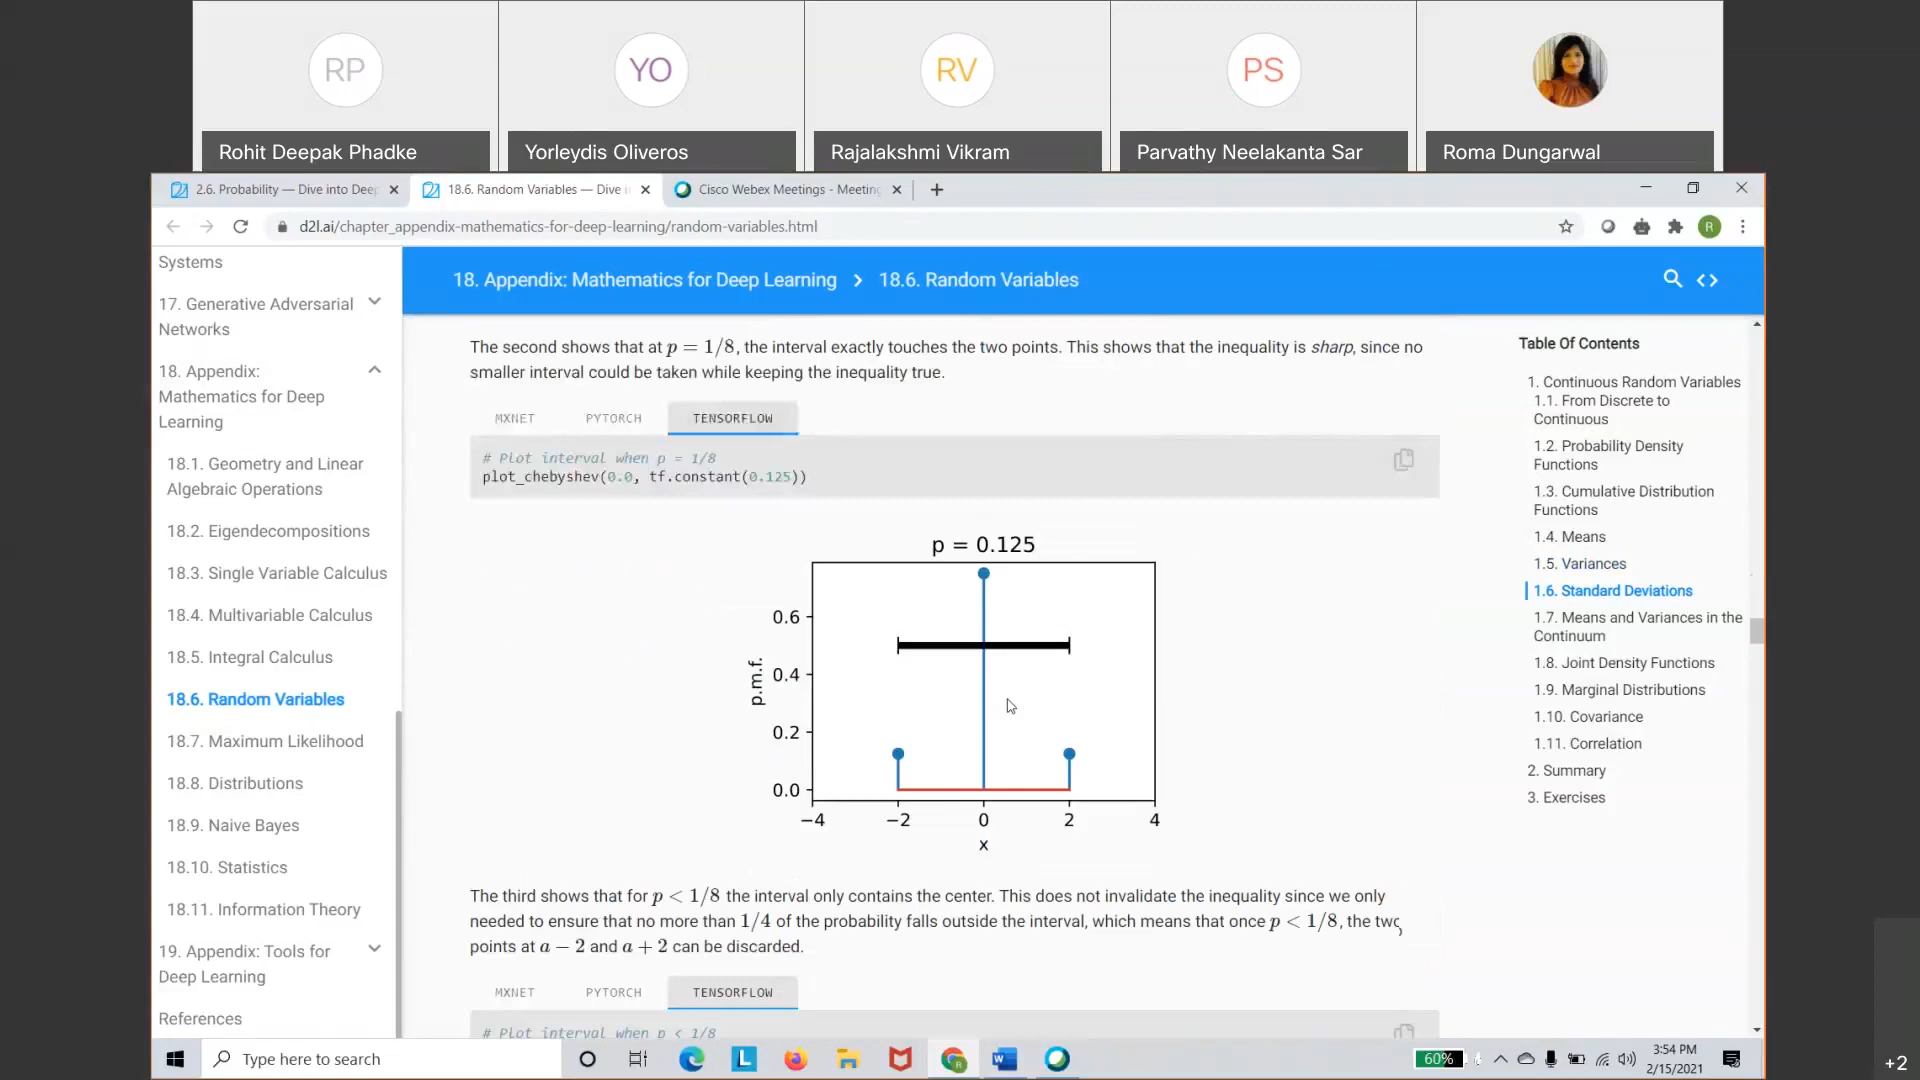 RP
YO
RV
PS
Rohit Deepak Phadke
Yorleydis Oliveros
Rajalakshmi Vikram
Parvathy Neelakanta Sar
Roma Dungarwal
2.6. Probability — Dive into Deep
18.6. Random Variables — Dive i
Cisco Webex Meetings - Meeting
d2l.ai/chapter_appendix-mathematics-for-deep-learning/random-variables.html
R
Systems
17. Generative Adversarial
Networks
18. Appendix:
Mathematics for Deep
Learning
18.1. Geometry and Linear
Algebraic Operations
18.2. Eigendecompositions
18.3. Single Variable Calculus
18.4. Multivariable Calculus
18.5. Integral Calculus
18.6. Random Variables
18.7. Maximum Likelihood
18.8. Distributions
18.9. Naive Bayes
18.10. Statistics
18.11. Information Theory
19. Appendix: Tools for
Deep Learning
References
18. Appendix: Mathematics for Deep Learning > 18.6. Random Variables
The second shows that at p = 1/8, the interval exactly touches the two points. This shows that the inequality is sharp, since no
smaller interval could be taken while keeping the inequality true.
MXNET PYTORCH TENSORFLOW
# Plot interval when p = 1/8
plot_chebyshev(0.0, tf.constant(0.125))
p = 0.125
0.6
0.4
0.2
0.0
p.m.f.
−4 −2 0 2 4
x
The third shows that for p < 1/8 the interval only contains the center. This does not invalidate the inequality since we only
needed to ensure that no more than 1/4 of the probability falls outside the interval, which means that once p < 1/8, the two
points at a − 2 and a + 2 can be discarded.
MXNET PYTORCH TENSORFLOW
# Plot interval when p < 1/8
Table Of Contents
1. Continuous Random Variables
1.1. From Discrete to
Continuous
1.2. Probability Density
Functions
1.3. Cumulative Distribution
Functions
1.4. Means
1.5. Variances
1.6. Standard Deviations
1.7. Means and Variances in the
Continuum
1.8. Joint Density Functions
1.9. Marginal Distributions
1.10. Covariance
1.11. Correlation
2. Summary
3. Exercises
Type here to search
L
W
60%
3:54 PM
2/15/2021
+2